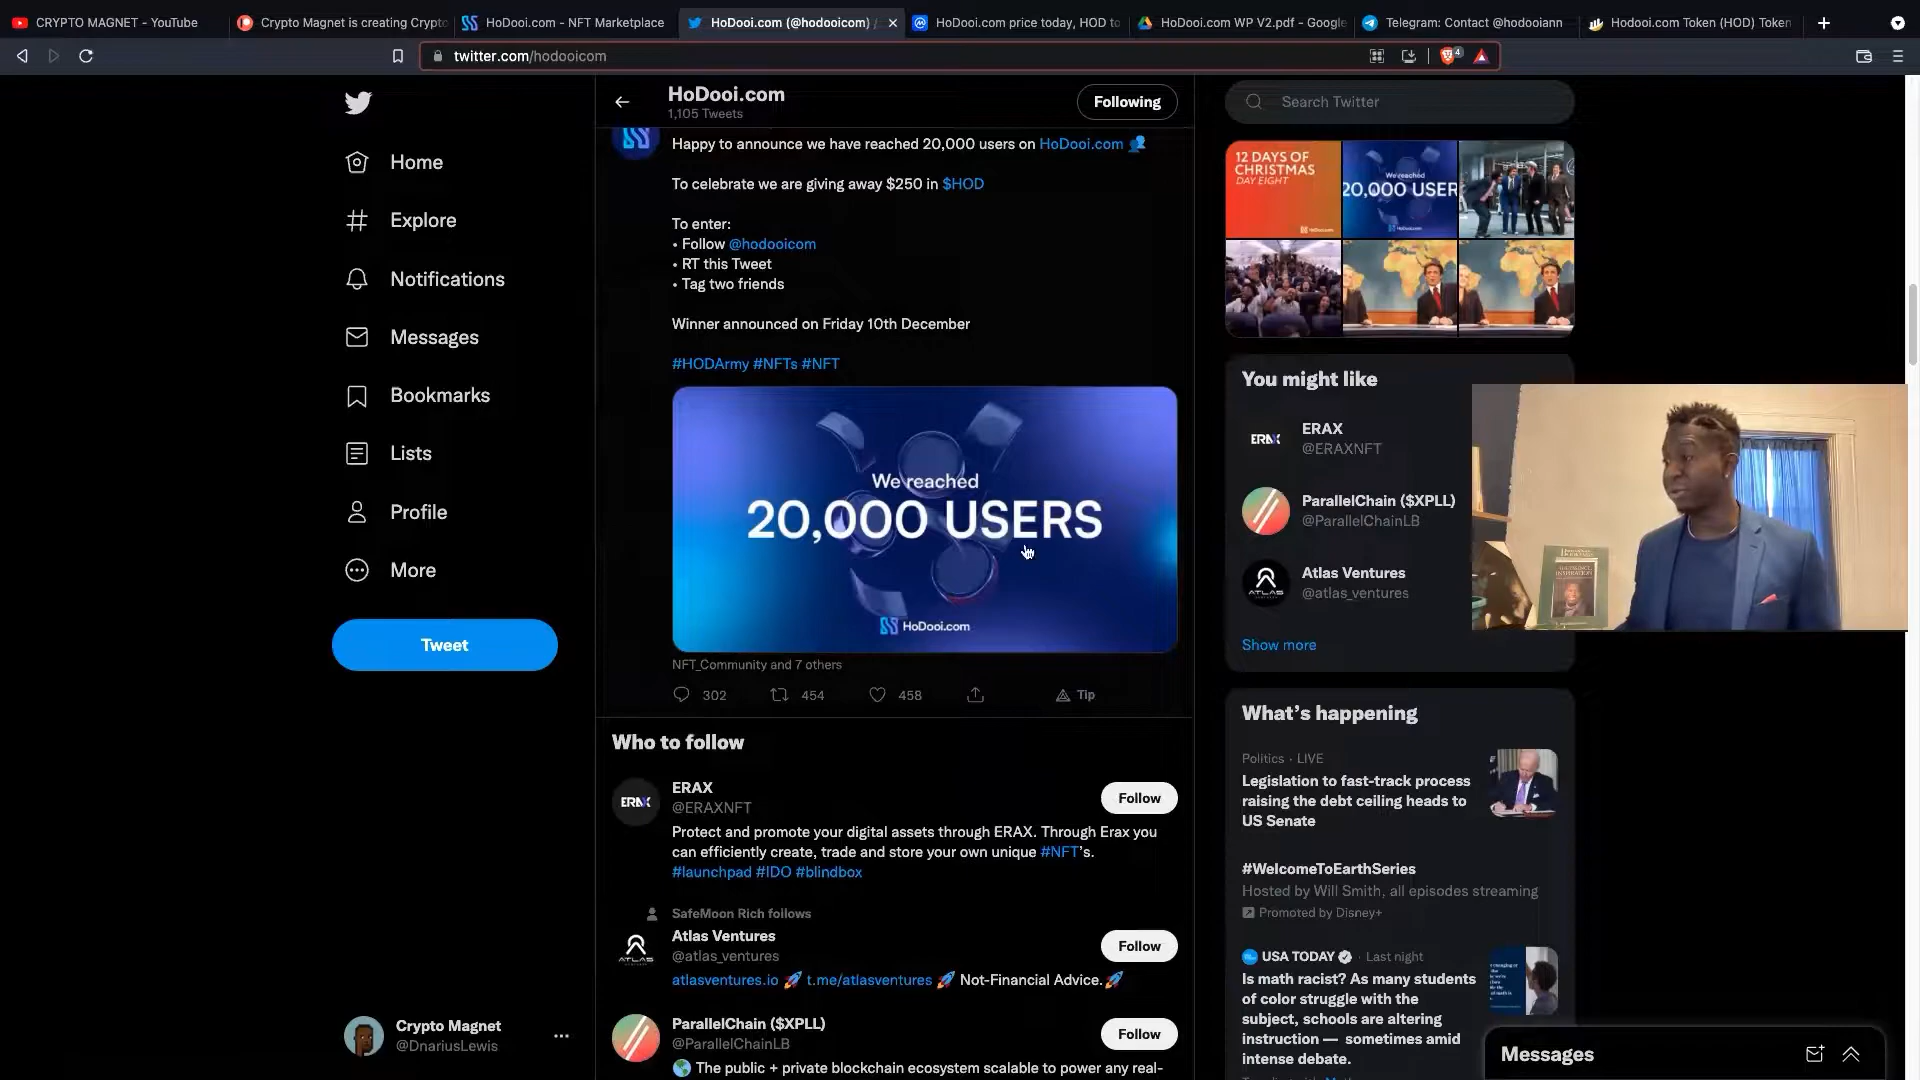 CRYPTO MAGNET - YouTube
Crypto Magnet is creating Crypto
HoDooi.com - NFT Marketplace
HoDooi.com (@hodooicom) /
HoDooi.com price today, HOD to
HoDooi.com WP V2.pdf - Google
Telegram: Contact @hodooiann
Hodooi.com Token (HOD) Token
twitter.com/hodooicom
4
Home
Explore
Notifications
Messages
Bookmarks
Lists
Profile
More
Tweet
Crypto Magnet
@DnariusLewis
HoDooi.com
1,105 Tweets
Following
Happy to announce we have reached 20,000 users on HoDooi.com
To celebrate we are giving away $250 in $HOD
To enter:
• Follow @hodooicom
• RT this Tweet
• Tag two friends
Winner announced on Friday 10th December
#HODArmy #NFTs #NFT
We reached
20,000 USERS
HoDooi.com
NFT_Community and 7 others
302
454
458
Tip
Who to follow
ERAX
@ERAXNFT
Follow
Protect and promote your digital assets through ERAX. Through Erax you
can efficiently create, trade and store your own unique #NFT's.
#launchpad #IDO #blindbox
SafeMoon Rich follows
Atlas Ventures
@atlas_ventures
Follow
atlasventures.io 🚀 t.me/atlasventures 🚀 Not-Financial Advice.🚀
ParallelChain ($XPLL)
@ParallelChainLB
Follow
The public + private blockchain ecosystem scalable to power any real-
Search Twitter
12 DAYS OF
CHRISTMAS
DAY EIGHT
HoDooi.com
We reached
20,000 USER
HoDooi.com
You might like
ERAX
@ERAXNFT
ParallelChain ($XPLL)
@ParallelChainLB
Atlas Ventures
@atlas_ventures
Show more
What's happening
Politics · LIVE
Legislation to fast-track process
raising the debt ceiling heads to
US Senate
#WelcomeToEarthSeries
Hosted by Will Smith, all episodes streaming
Promoted by Disney+
USA TODAY · Last night
Is math racist? As many students
of color struggle with the
subject, schools are altering
instruction — sometimes amid
intense debate.
Messages